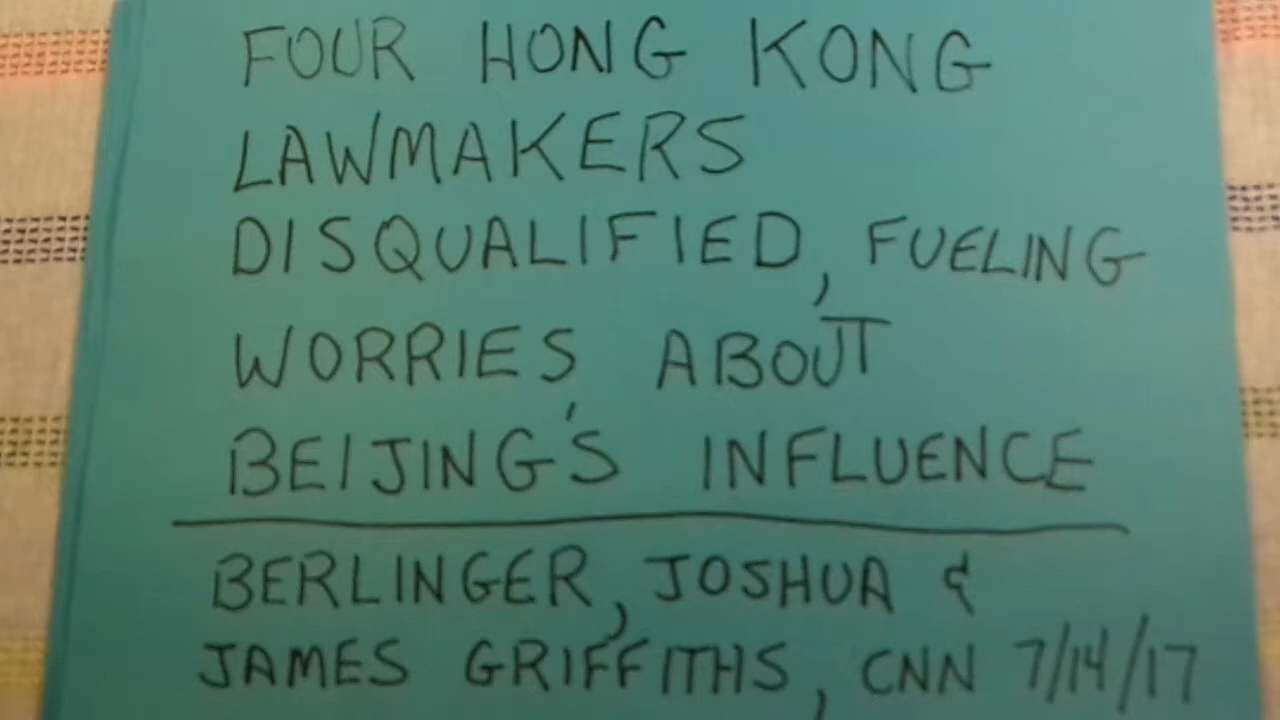 FOUR HONG KONG
LAWMAKERS
DISQUALIFIED, FUELING
WORRIES ABOUT
BEIJING'S INFLUENCE
BERLINGER, JOSHUA &
JAMES GRIFFITHS, CNN 7/14/17